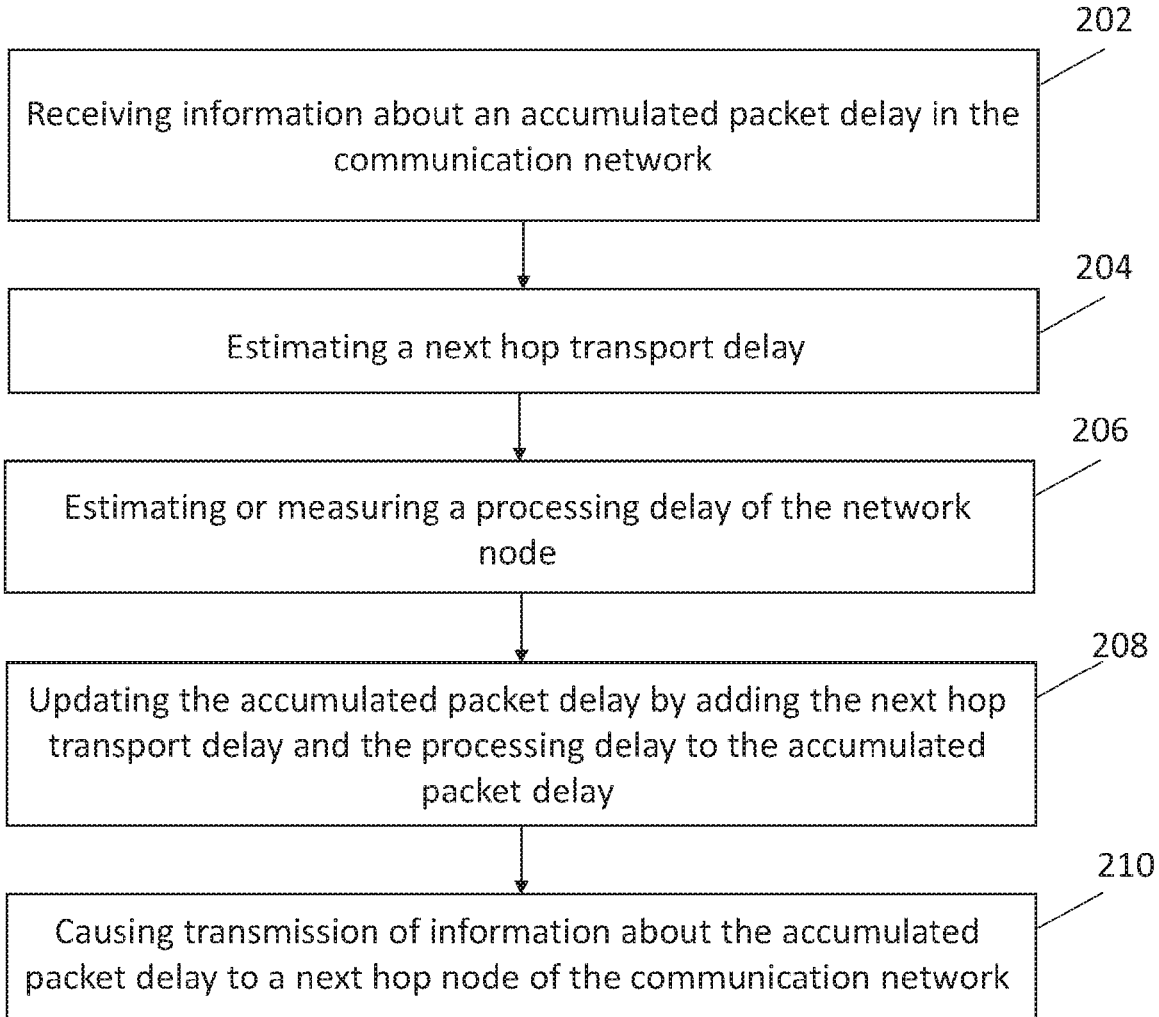 202
Receiving information about an accumulated packet delay in the
communication network
204
Estimating a next hop transport delay
206
Estimating or measuring a processing delay of the network
node
208
Updating the accumulated packet delay by adding the next hop
transport delay and the processing delay to the accumulated
packet delay
210
Causing transmission of information about the accumulated
packet delay to a next hop node of the communication network